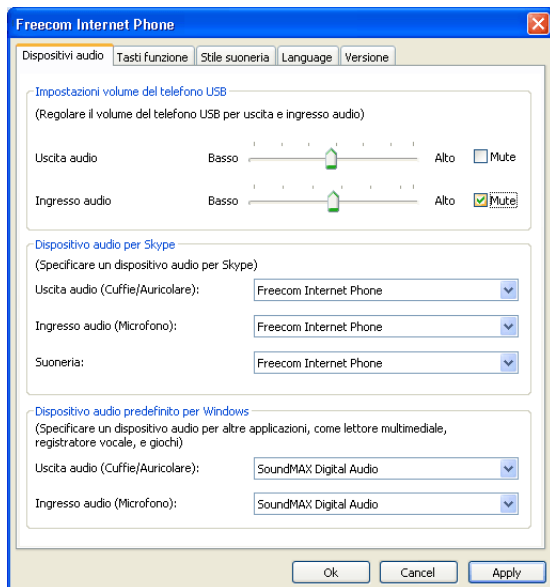 Freecom Internet Phone
Dispositivi audio Tasti funzione Stile suoneria Language Versione
Impostazioni volume del telefono USB
(Regolare il volume del telefono USB per uscita e ingresso audio)
Uscita audio Basso Alto Mute
Ingresso audio Basso Alto Mute
Dispositivo audio per Skype
(Specificare un dispositivo audio per Skype)
Uscita audio (Cuffie/Auricolare): Freecom Internet Phone
Ingresso audio (Microfono): Freecom Internet Phone
Suoneria: Freecom Internet Phone
Dispositivo audio predefinito per Windows
(Specificare un dispositivo audio per altre applicazioni, come lettore multimediale,
registratore vocale, e giochi)
Uscita audio (Cuffie/Auricolare): SoundMAX Digital Audio
Ingresso audio (Microfono): SoundMAX Digital Audio
Ok Cancel Apply